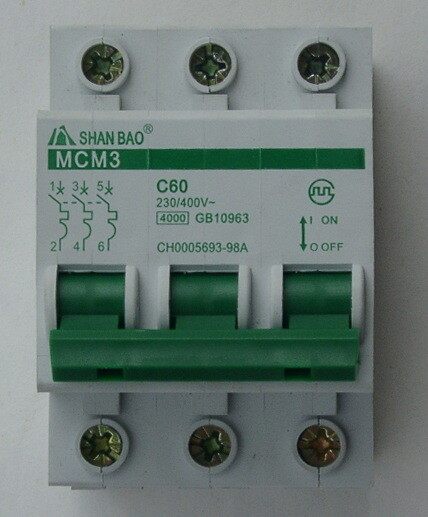 SHAN BAO®
MCM3
1 3 5
2 4 6
C60
230/400V~
4000 GB10963
CH0005693-98A
I ON
O OFF